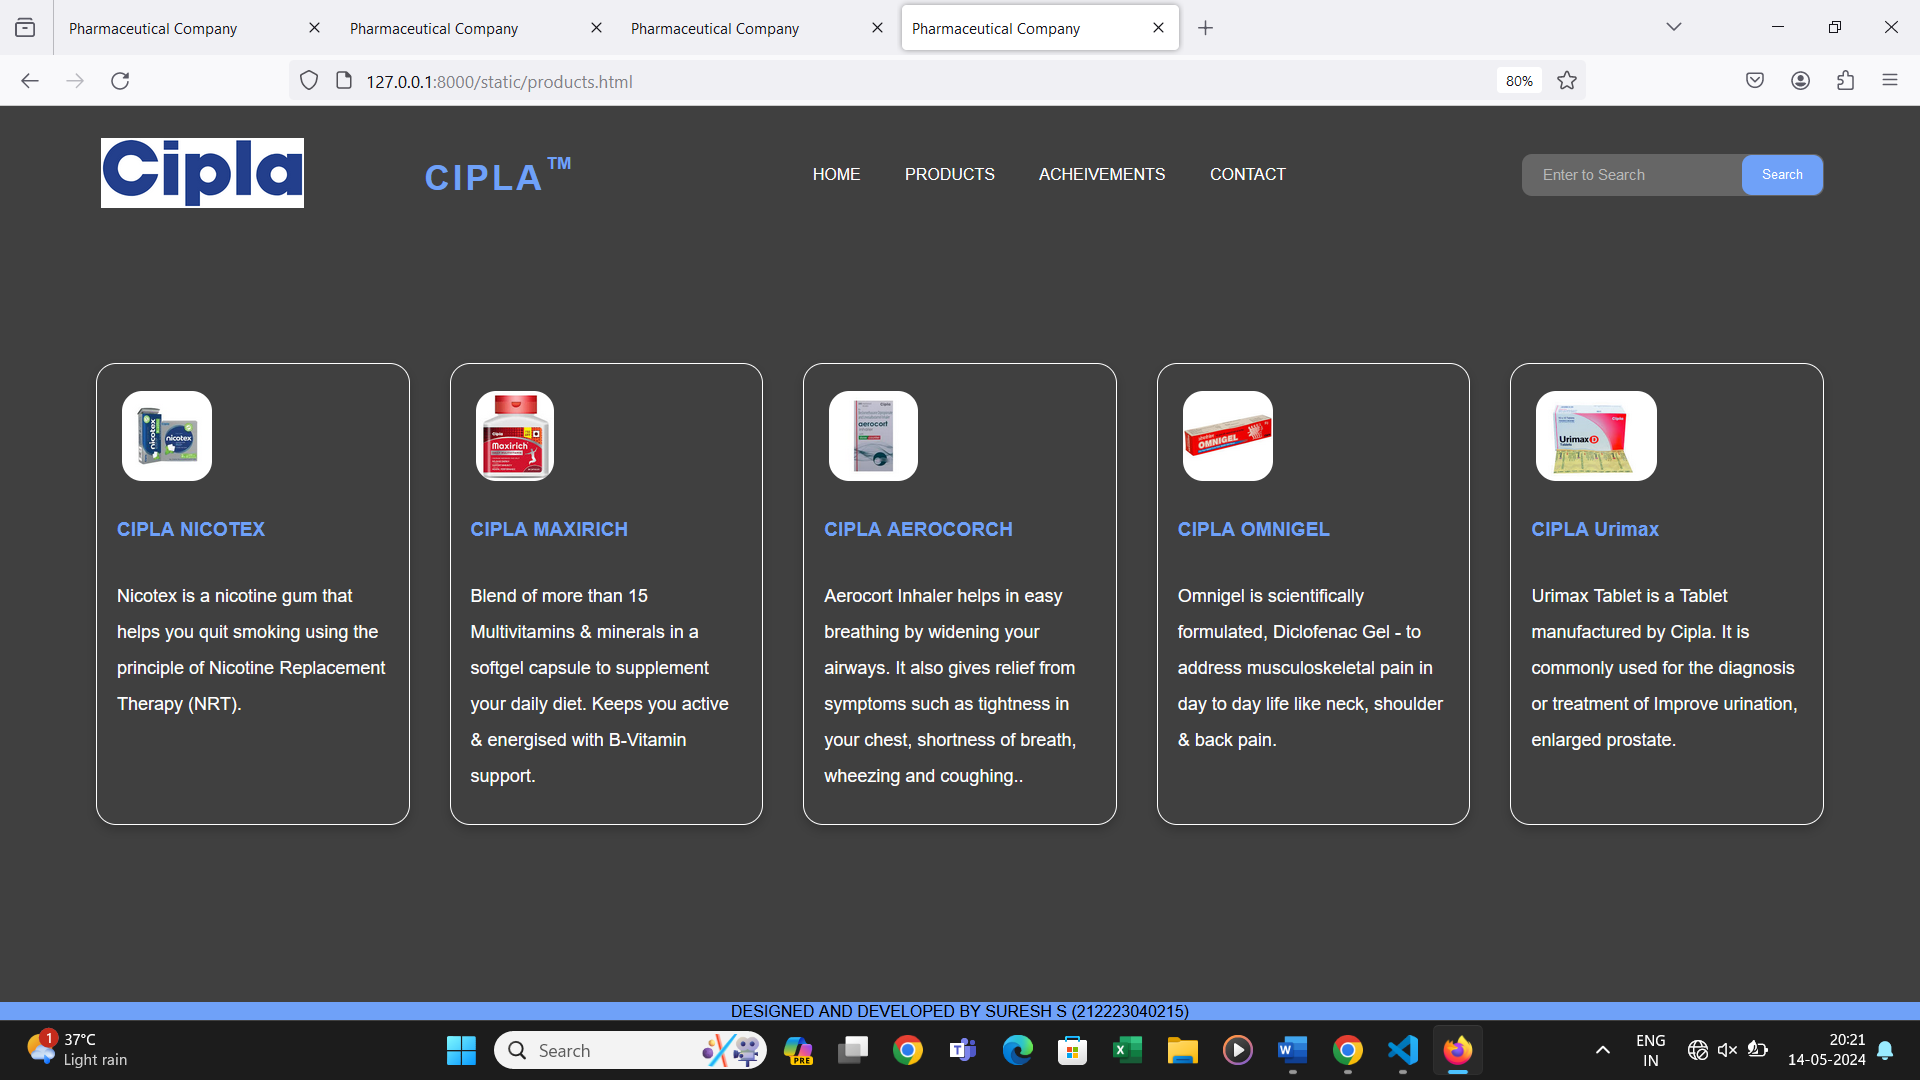 Pharmaceutical Company
Pharmaceutical Company
Pharmaceutical Company
Pharmaceutical Company
127.0.0.1:8000/static/products.html
80%
Cipla
CIPLA™
HOME
PRODUCTS
ACHEIVEMENTS
CONTACT
Enter to Search
Search
nicotex
nicotex
CIPLA NICOTEX
Nicotex is a nicotine gum that
helps you quit smoking using the
principle of Nicotine Replacement
Therapy (NRT).
Cipla
Maxirich
CIPLA MAXIRICH
Blend of more than 15
Multivitamins & minerals in a
softgel capsule to supplement
your daily diet. Keeps you active
& energised with B-Vitamin
support.
aerocort
CIPLA AEROCORCH
Aerocort Inhaler helps in easy
breathing by widening your
airways. It also gives relief from
symptoms such as tightness in
your chest, shortness of breath,
wheezing and coughing..
OMNIGEL
CIPLA OMNIGEL
Omnigel is scientifically
formulated, Diclofenac Gel - to
address musculoskeletal pain in
day to day life like neck, shoulder
& back pain.
Urimax D
CIPLA Urimax
Urimax Tablet is a Tablet
manufactured by Cipla. It is
commonly used for the diagnosis
or treatment of Improve urination,
enlarged prostate.
DESIGNED AND DEVELOPED BY SURESH S (212223040215)
1
37°C
Light rain
Search
PRE
ENG
IN
20:21
14-05-2024